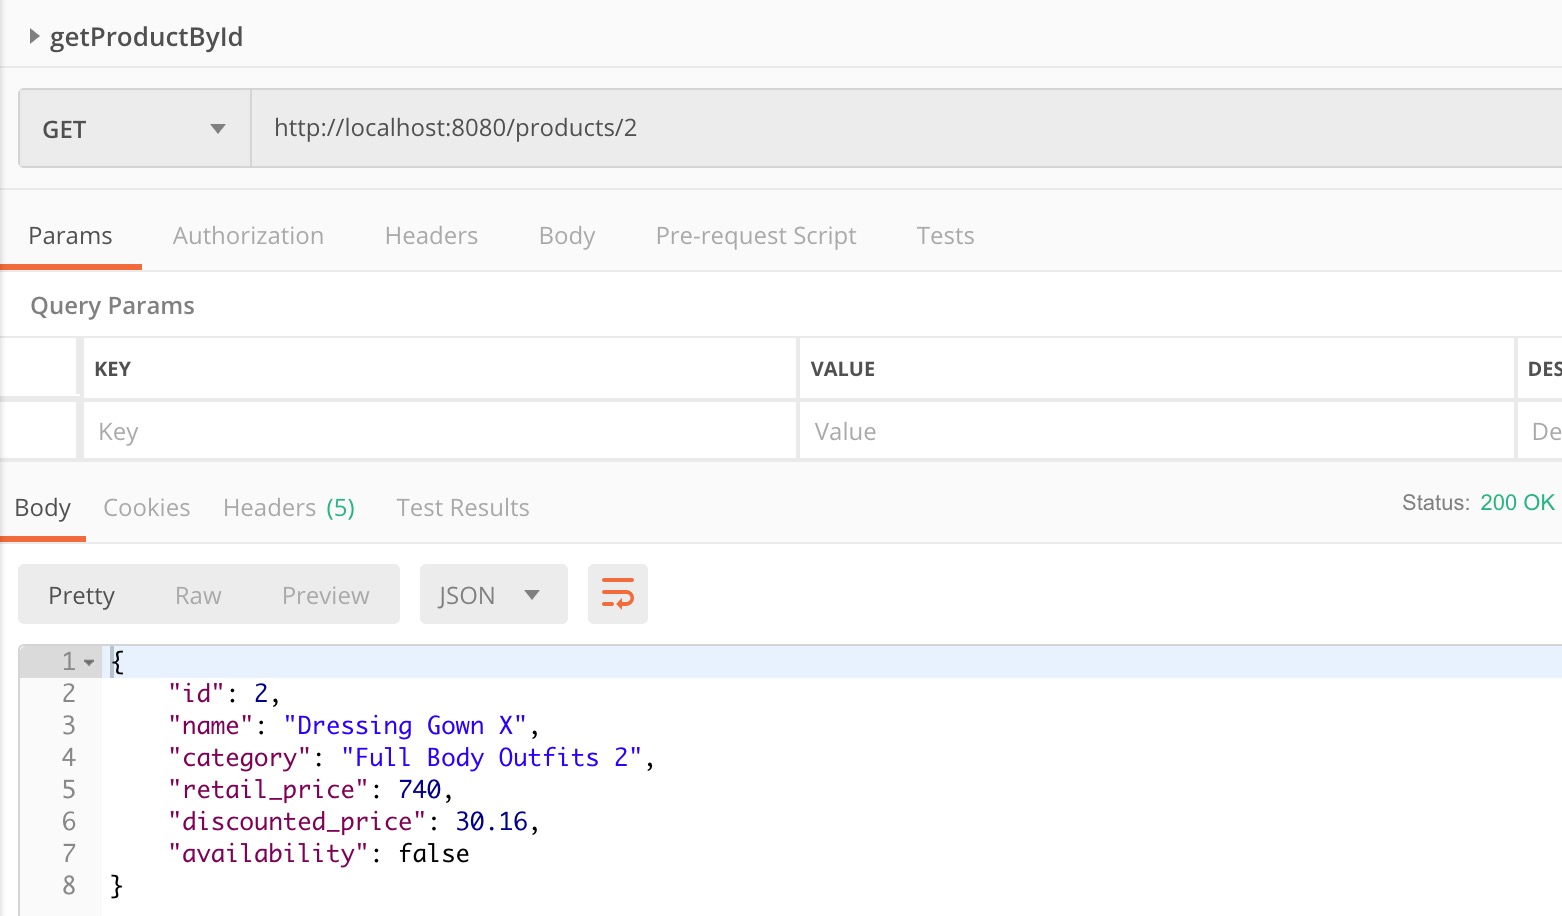 getProductById
GET http://localhost:8080/products/2
Params Authorization Headers Body Pre-request Script Tests
Query Params
KEY VALUE DES
Key Value De
Body Cookies Headers (5) Test Results Status: 200 OK
Pretty Raw Preview JSON
1 {
2 "id": 2,
3 "name": "Dressing Gown X",
4 "category": "Full Body Outfits 2",
5 "retail_price": 740,
6 "discounted_price": 30.16,
7 "availability": false
8 }